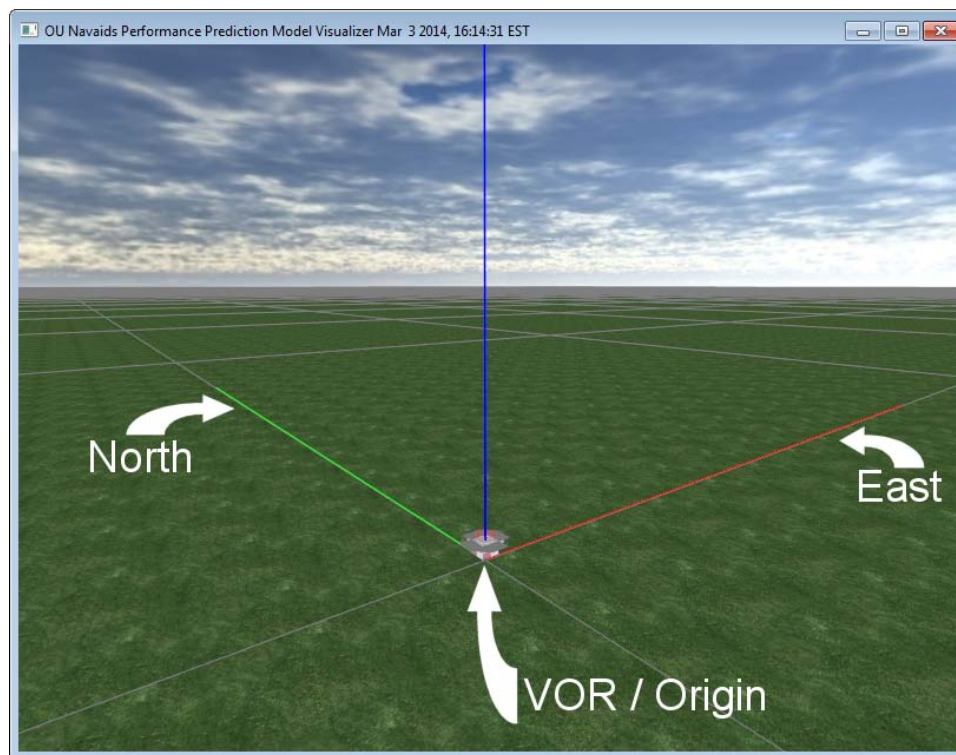 OU Navaids Performance Prediction Model Visualizer Mar 3 2014, 16:14:31 EST
North
East
VOR / Origin